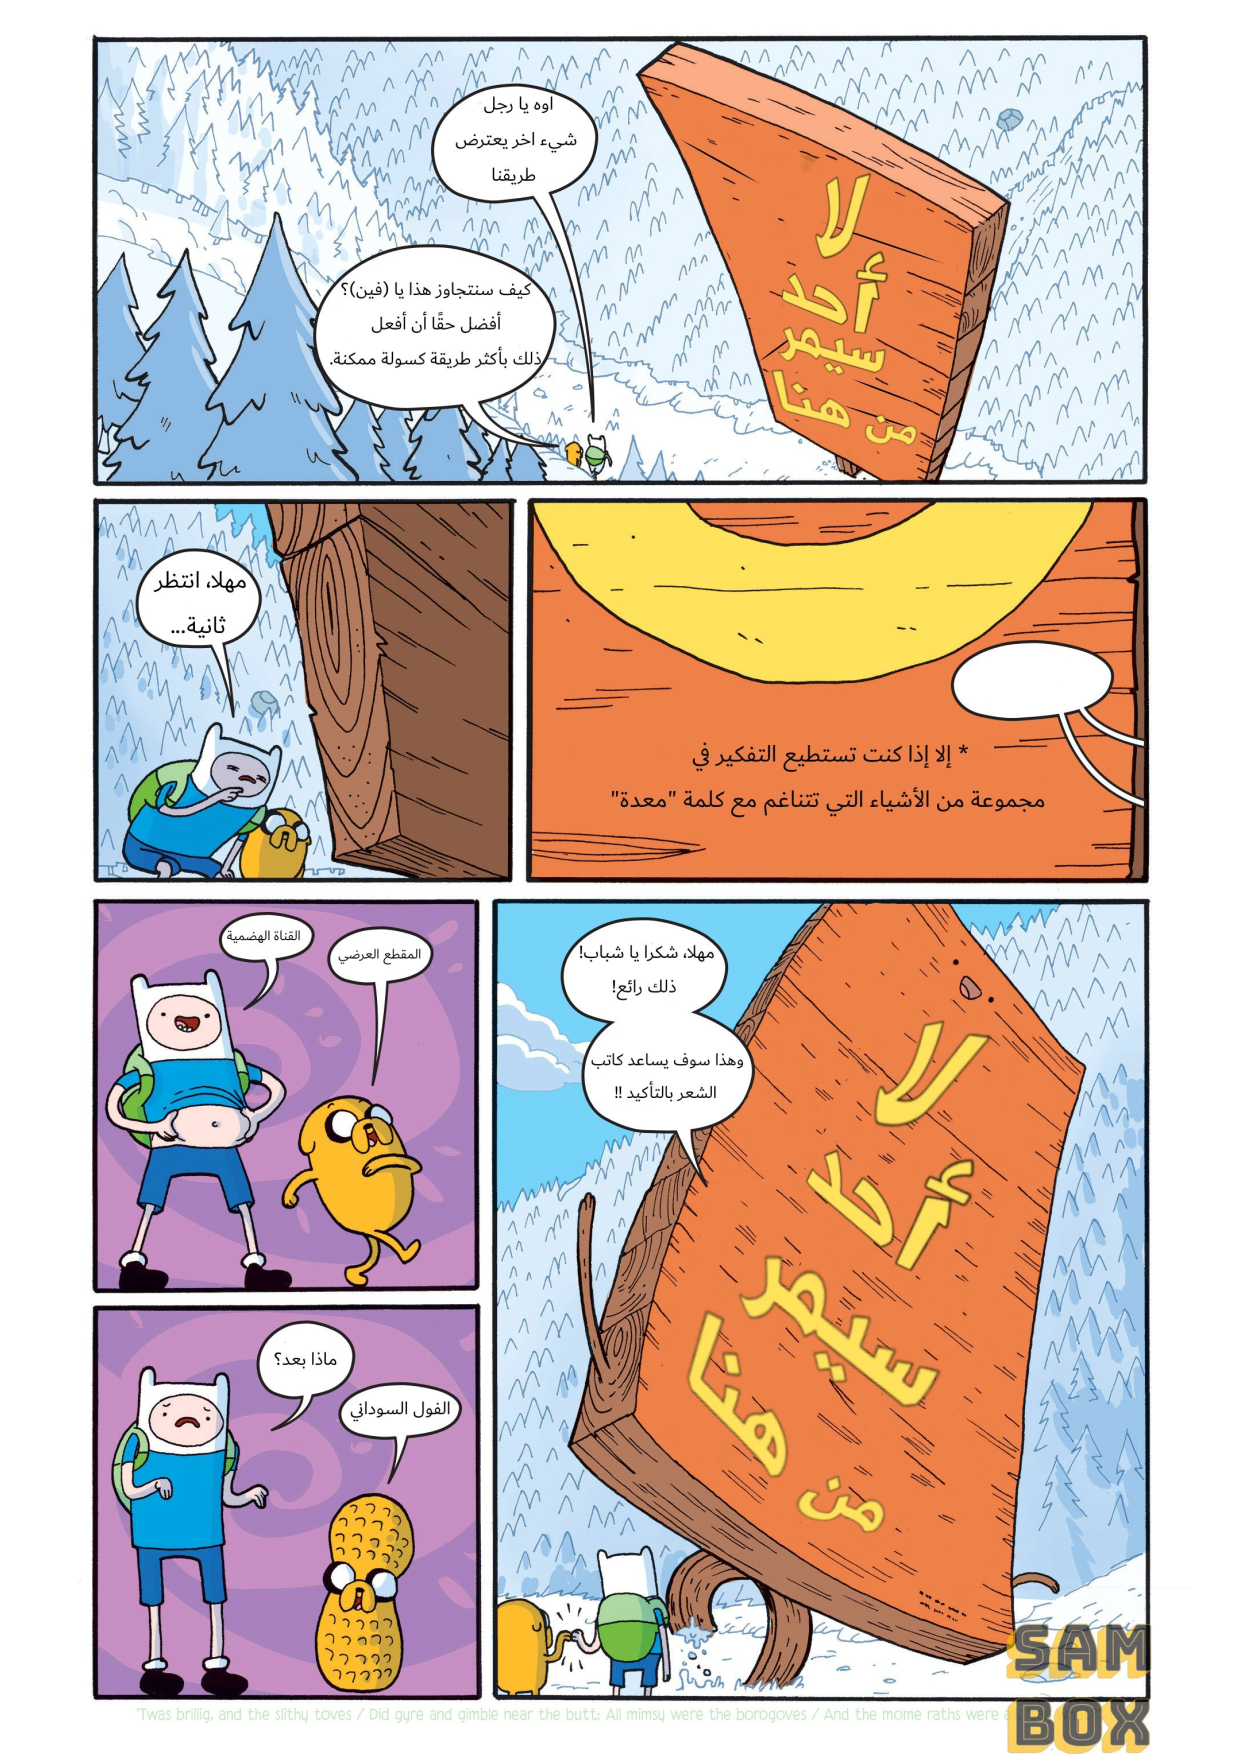 اوه يا رجل
شيء اخر يعترض
طريقنا
كيف سنتجاوز هذا يا (فين)؟
أفضل حقًا أن أفعل
ذلك بأكثر طريقة كسولة ممكنة.
لا
أحد
سيمر
من هنا
مهلا، انتظر
ثانية...
* إلا إذا كنت تستطيع التفكير في
مجموعة من الأشياء التي تتناغم مع كلمة "معدة"
القناة الهضمية
المقطع العرضي
ماذا بعد؟
الفول السوداني
مهلا، شكرا يا شباب!
ذلك رائع!
وهذا سوف يساعد كاتب
الشعر بالتأكيد !!
لا
أحد
سيمر
من هنا
'Twas brillig, and the slithy toves / Did gyre and gimble near the butt; All mimsy were the borogoves / And the mome raths were
SAM
BOX